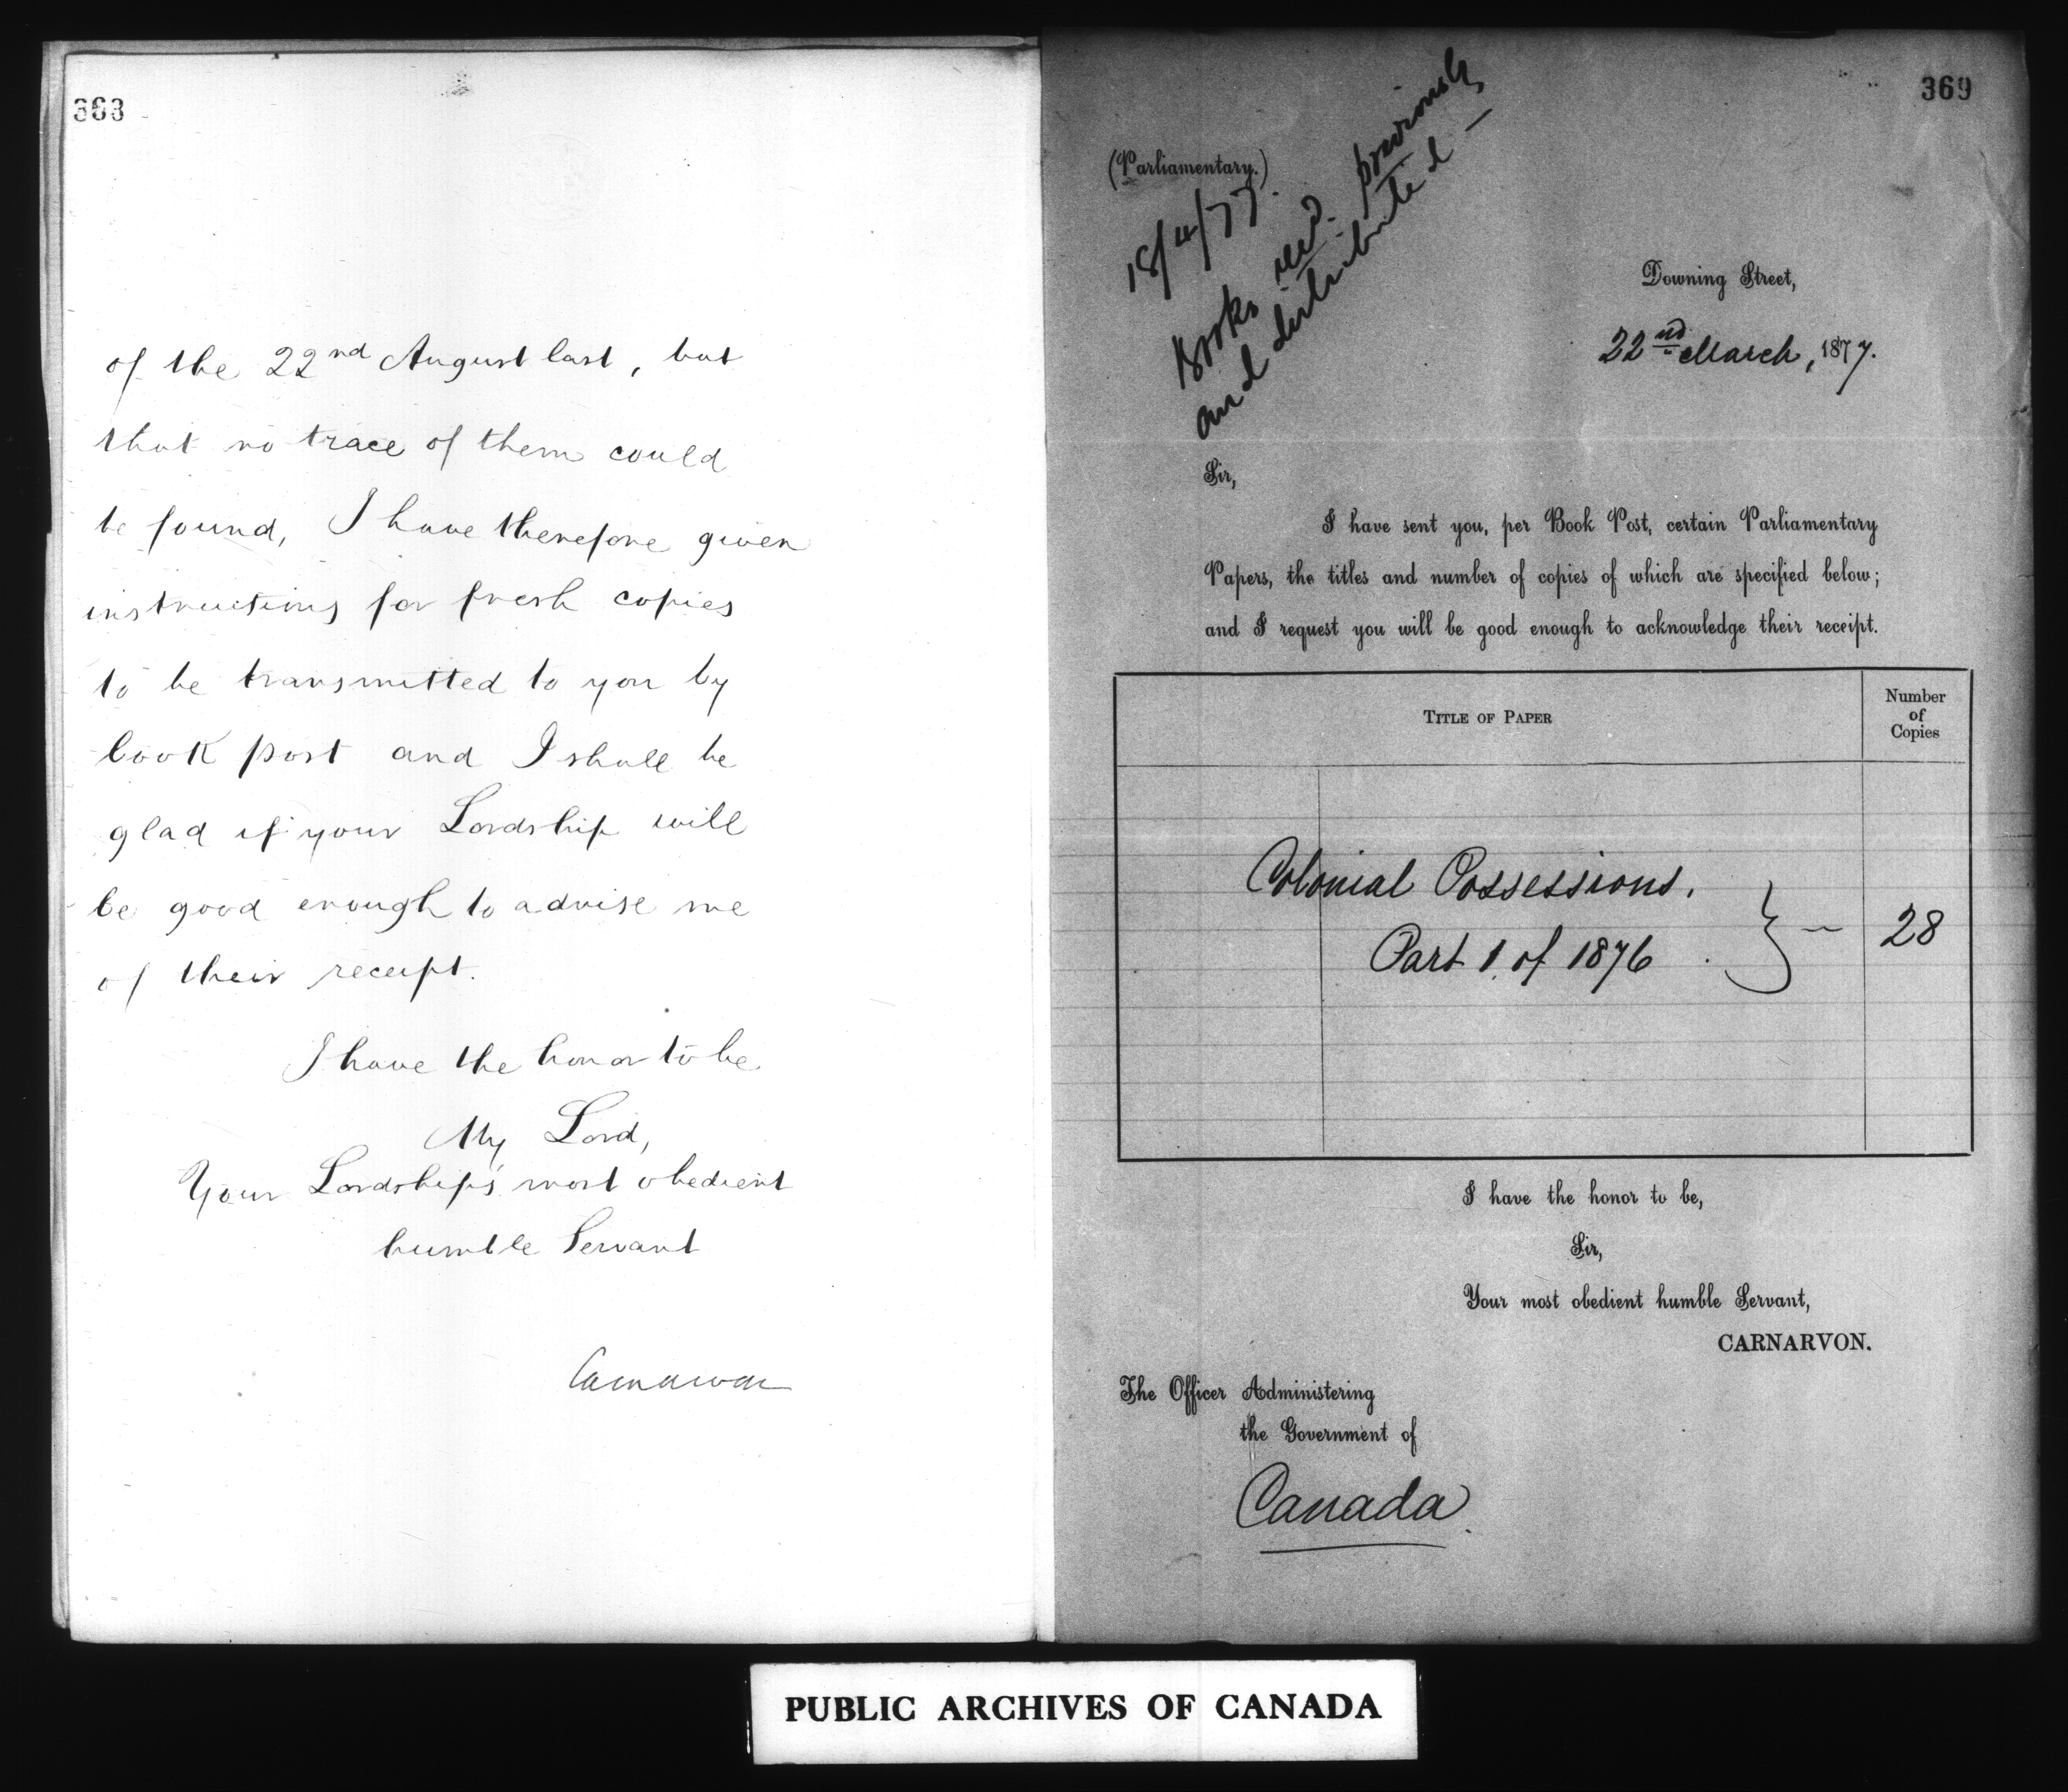 363
of the 22nd August last, but
that no trace of them could
be found, I have therefore given
instructions for fresh copies
to be transmitted to you by
book post and I shall be
glad if your Lordship will
be good enough to advise me
of their receipt.
I have the honor to be
My Lord,
Your Lordship's most obedient
humble Servant
Carnarvon
369
(Parliamentary.)
18/4/77.
Books recd. previously
and distributed —
Downing Street,
22nd March, 1877.
Sir,
I have sent you, per Book Post, certain Parliamentary
Papers, the titles and number of copies of which are specified below;
and I request you will be good enough to acknowledge their receipt.
TITLE OF PAPER
Number
of
Copies
Colonial Possessions.
Part 1 of 1876 } — 28
I have the honor to be,
Sir,
Your most obedient humble Servant,
CARNARVON.
The Officer Administering
the Government of
Canada.
PUBLIC ARCHIVES OF CANADA